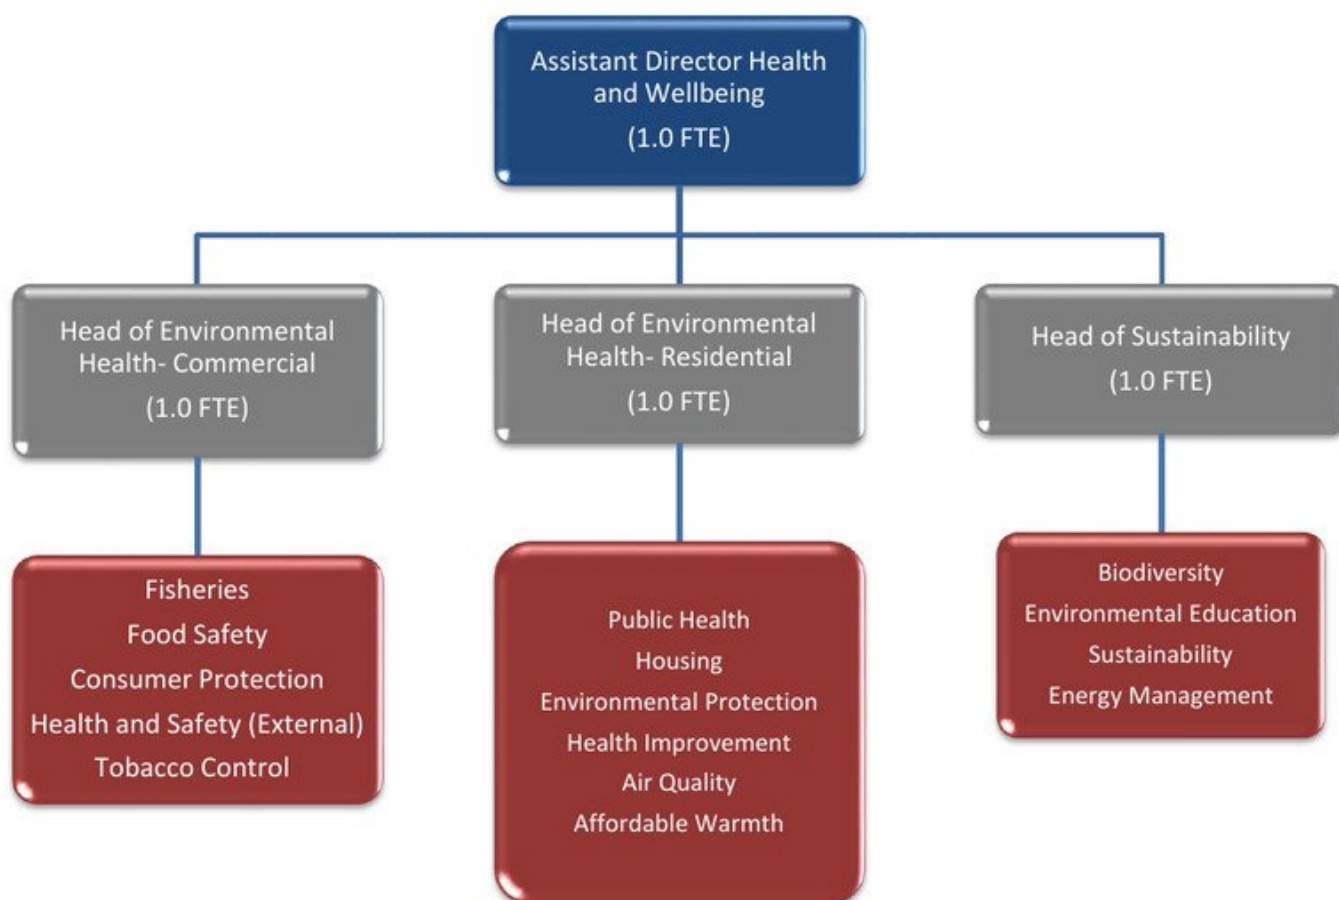 Assistant Director Health
and Wellbeing
(1.0 FTE)
Head of Environmental
Health- Commercial
(1.0 FTE)
Head of Environmental
Health- Residential
(1.0 FTE)
Head of Sustainability
(1.0 FTE)
Fisheries
Food Safety
Consumer Protection
Health and Safety (External)
Tobacco Control
Public Health
Housing
Environmental Protection
Health Improvement
Air Quality
Affordable Warmth
Biodiversity
Environmental Education
Sustainability
Energy Management